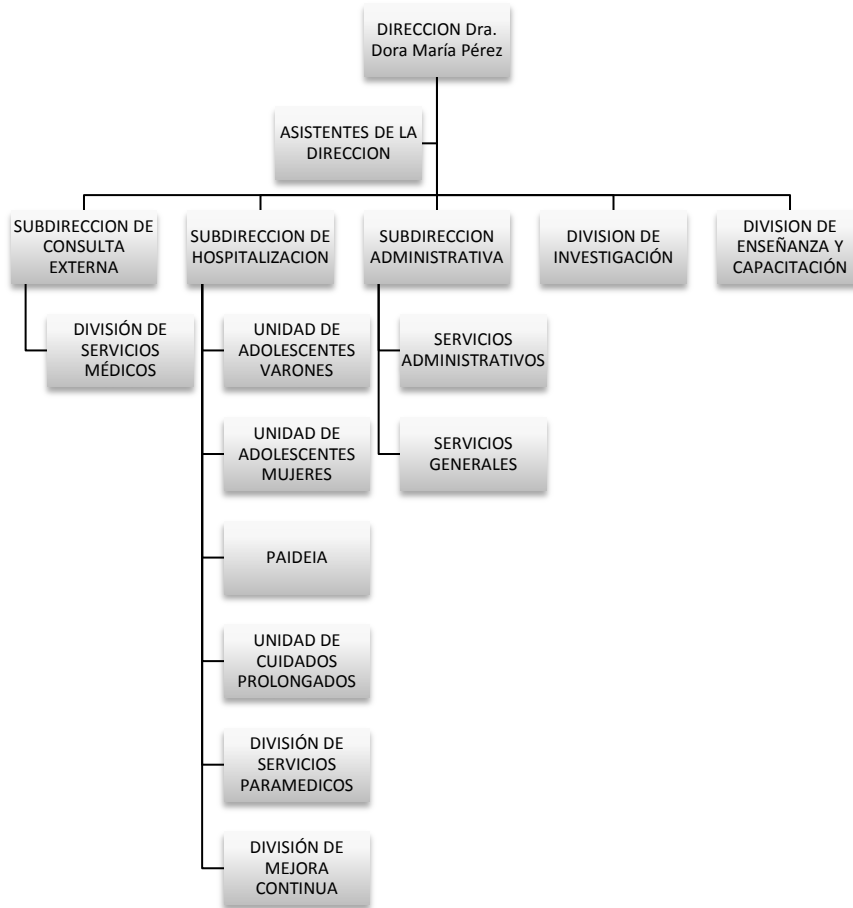 DIRECCION Dra.
Dora María Pérez
ASISTENTES DE LA
DIRECCION
SUBDIRECCION DE
CONSULTA
EXTERNA
SUBDIRECCION DE
HOSPITALIZACION
SUBDIRECCION
ADMINISTRATIVA
DIVISION DE
INVESTIGACIÓN
DIVISION DE
ENSEÑANZA Y
CAPACITACIÓN
DIVISIÓN DE
SERVICIOS
MÉDICOS
UNIDAD DE
ADOLESCENTES
VARONES
UNIDAD DE
ADOLESCENTES
MUJERES
PAIDEIA
UNIDAD DE
CUIDADOS
PROLONGADOS
DIVISIÓN DE
SERVICIOS
PARAMEDICOS
DIVISIÓN DE
MEJORA
CONTINUA
SERVICIOS
ADMINISTRATIVOS
SERVICIOS
GENERALES